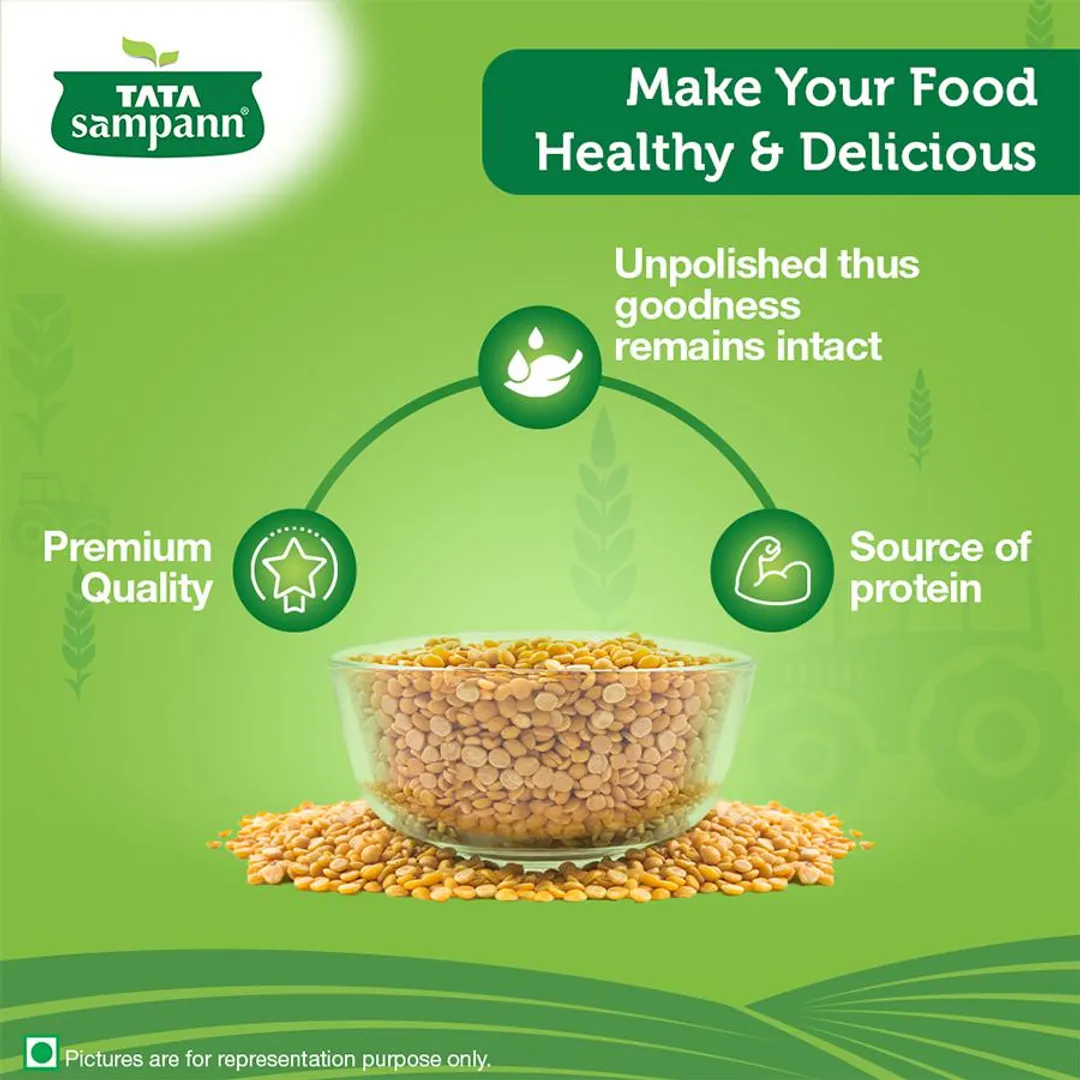 TATA
sampann®
Make Your Food
Healthy & Delicious
Unpolished thus
goodness
remains intact
Premium
Quality
Source of
protein
Pictures are for representation purpose only.